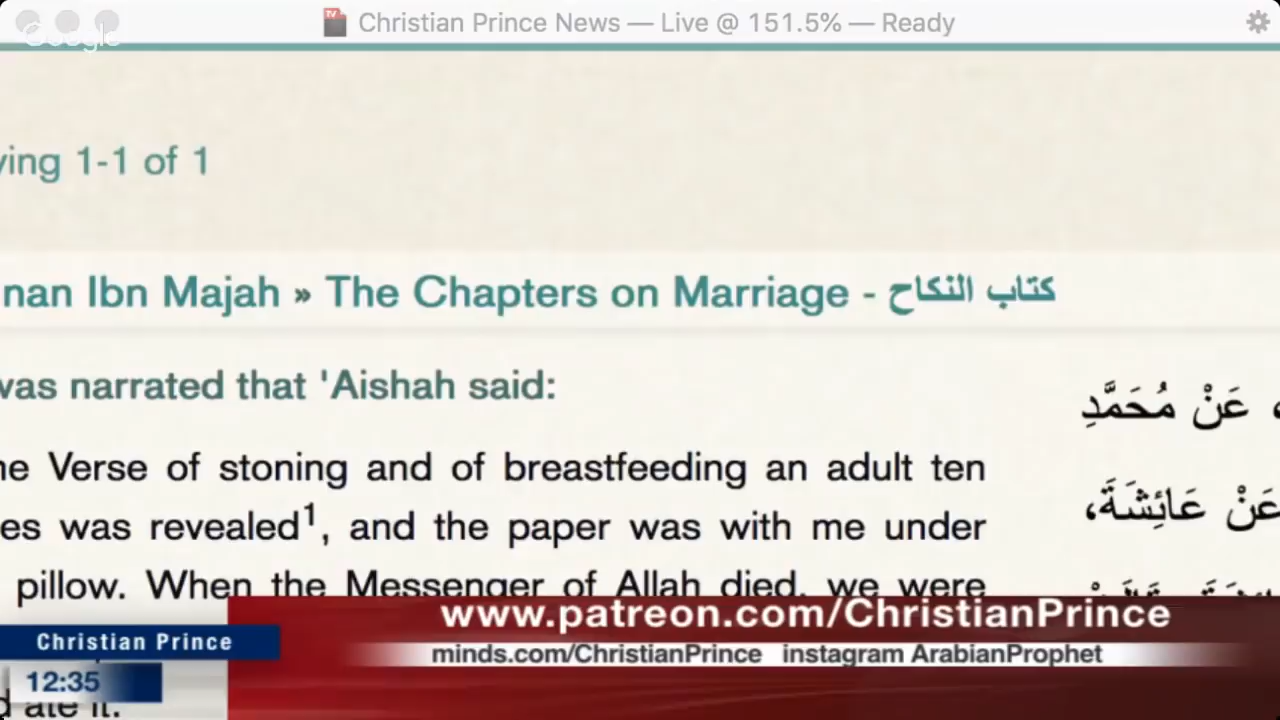 Christian Prince News — Live @ 151.5% — Ready
Google
ying 1-1 of 1
nan Ibn Majah » The Chapters on Marriage - كتاب النكاح
was narrated that 'Aishah said:
عَنْ مُحَمَّدِ
he Verse of stoning and of breastfeeding an adult ten
عَنْ عَائِشَةَ،
es was revealed1, and the paper was with me under
pillow. When the Messenger of Allah died, we were
www.patreon.com/ChristianPrince
Christian Prince
minds.com/ChristianPrince instagram ArabianProphet
12:35
d ate it.